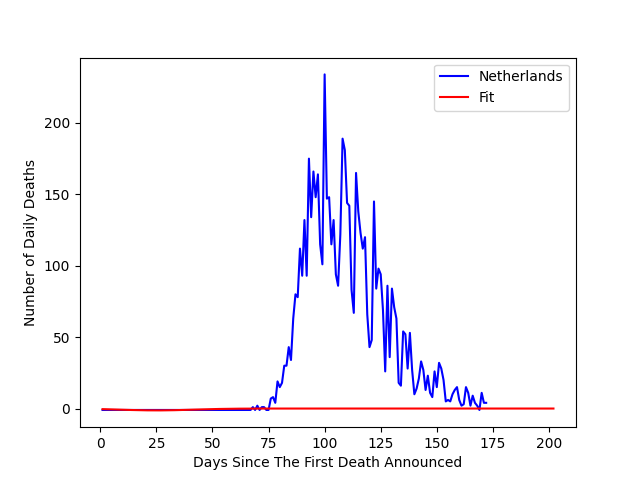 Netherlands
Fit
200
150
100
50
0
Number of Daily Deaths
0 25 50 75 100 125 150 175 200
Days Since The First Death Announced